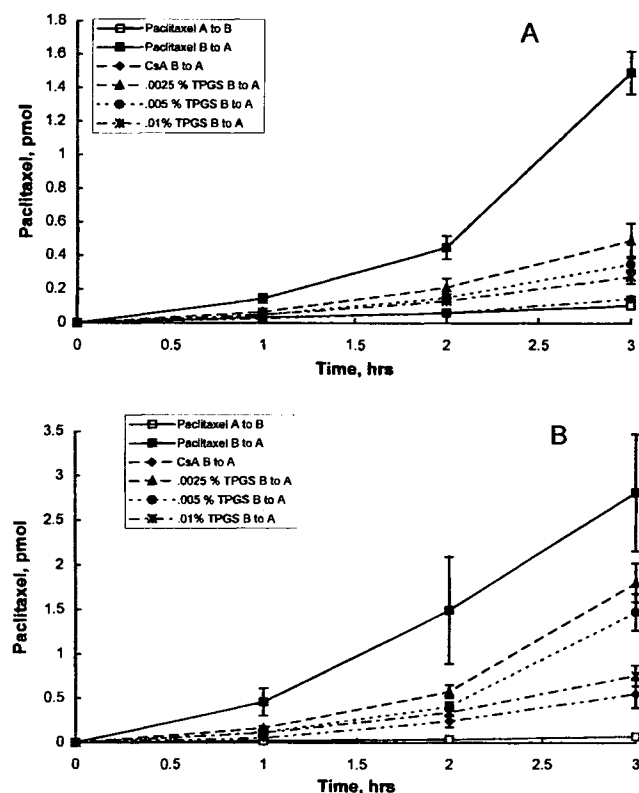 Paclitaxel A to B
Paclitaxel B to A
CsA B to A
.0025 % TPGS B to A
.005 % TPGS B to A
.01% TPGS B to A
A
1.8
1.6
1.4
1.2
1
0.8
0.6
0.4
0.2
0
Paclitaxel, pmol
0 0.5 1 1.5 2 2.5 3
Time, hrs
Paclitaxel A to B
Paclitaxel B to A
CsA B to A
.0025 % TPGS B to A
.005 % TPGS B to A
.01% TPGS B to A
B
3.5
3
2.5
2
1.5
1
0.5
0
Paclitaxel, pmol
0 0.5 1 1.5 2 2.5 3
Time, hrs